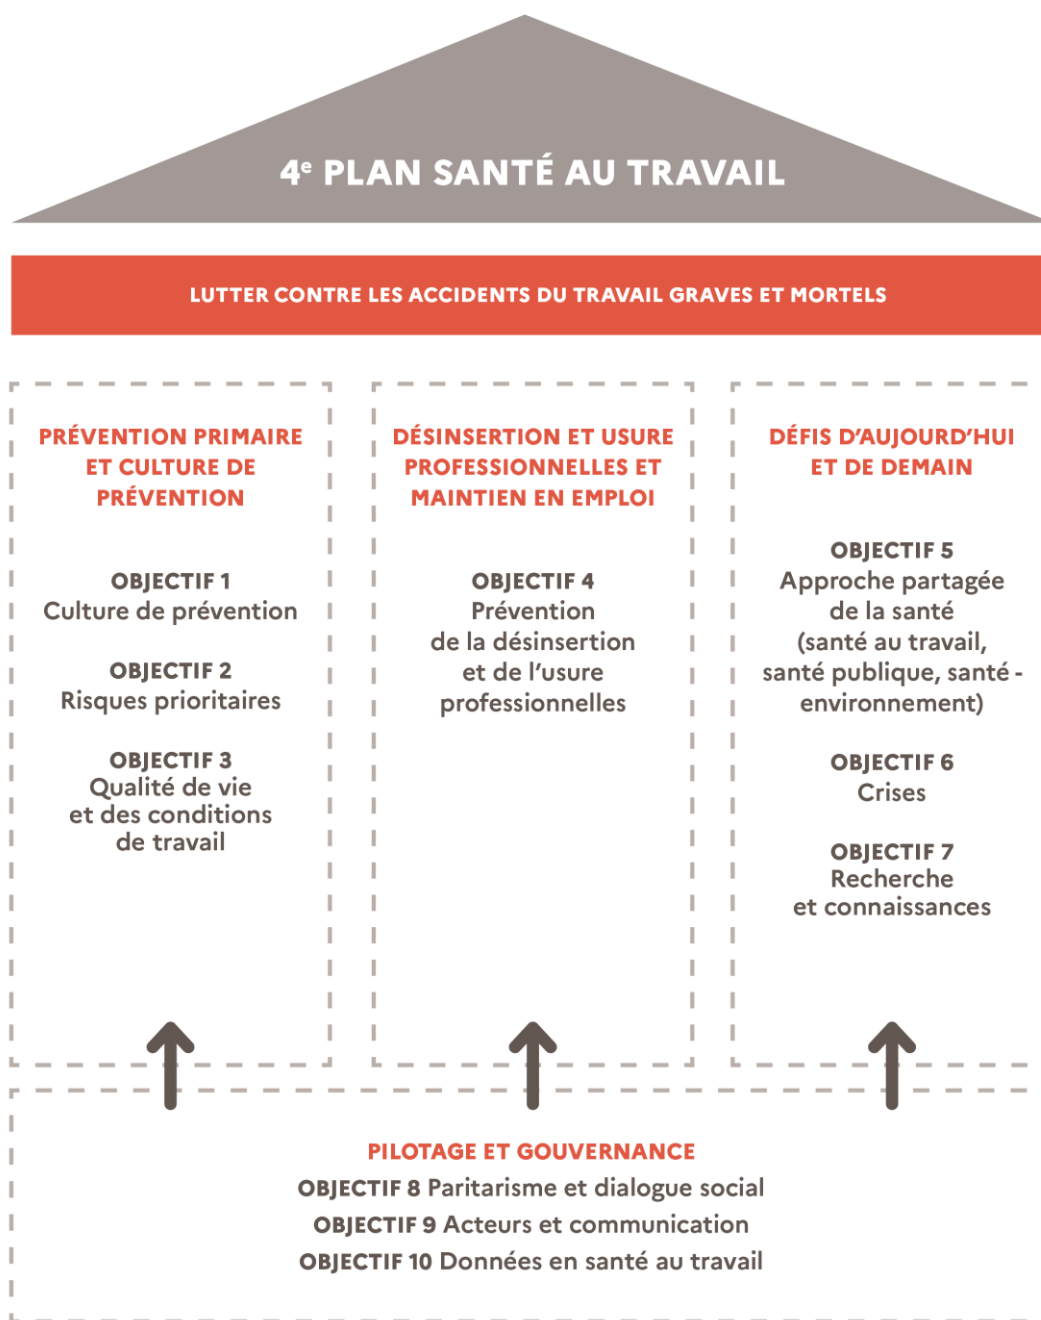 4e PLAN SANTÉ AU TRAVAIL
LUTTER CONTRE LES ACCIDENTS DU TRAVAIL GRAVES ET MORTELS
PRÉVENTION PRIMAIRE
ET CULTURE DE
PRÉVENTION
OBJECTIF 1
Culture de prévention
OBJECTIF 2
Risques prioritaires
OBJECTIF 3
Qualité de vie
et des conditions
de travail
DÉSINSERTION ET USURE
PROFESSIONNELLES ET
MAINTIEN EN EMPLOI
OBJECTIF 4
Prévention
de la désinsertion
et de l'usure
professionnelles
DÉFIS D'AUJOURD'HUI
ET DE DEMAIN
OBJECTIF 5
Approche partagée
de la santé
(santé au travail,
santé publique, santé -
environnement)
OBJECTIF 6
Crises
OBJECTIF 7
Recherche
et connaissances
PILOTAGE ET GOUVERNANCE
OBJECTIF 8 Paritarisme et dialogue social
OBJECTIF 9 Acteurs et communication
OBJECTIF 10 Données en santé au travail